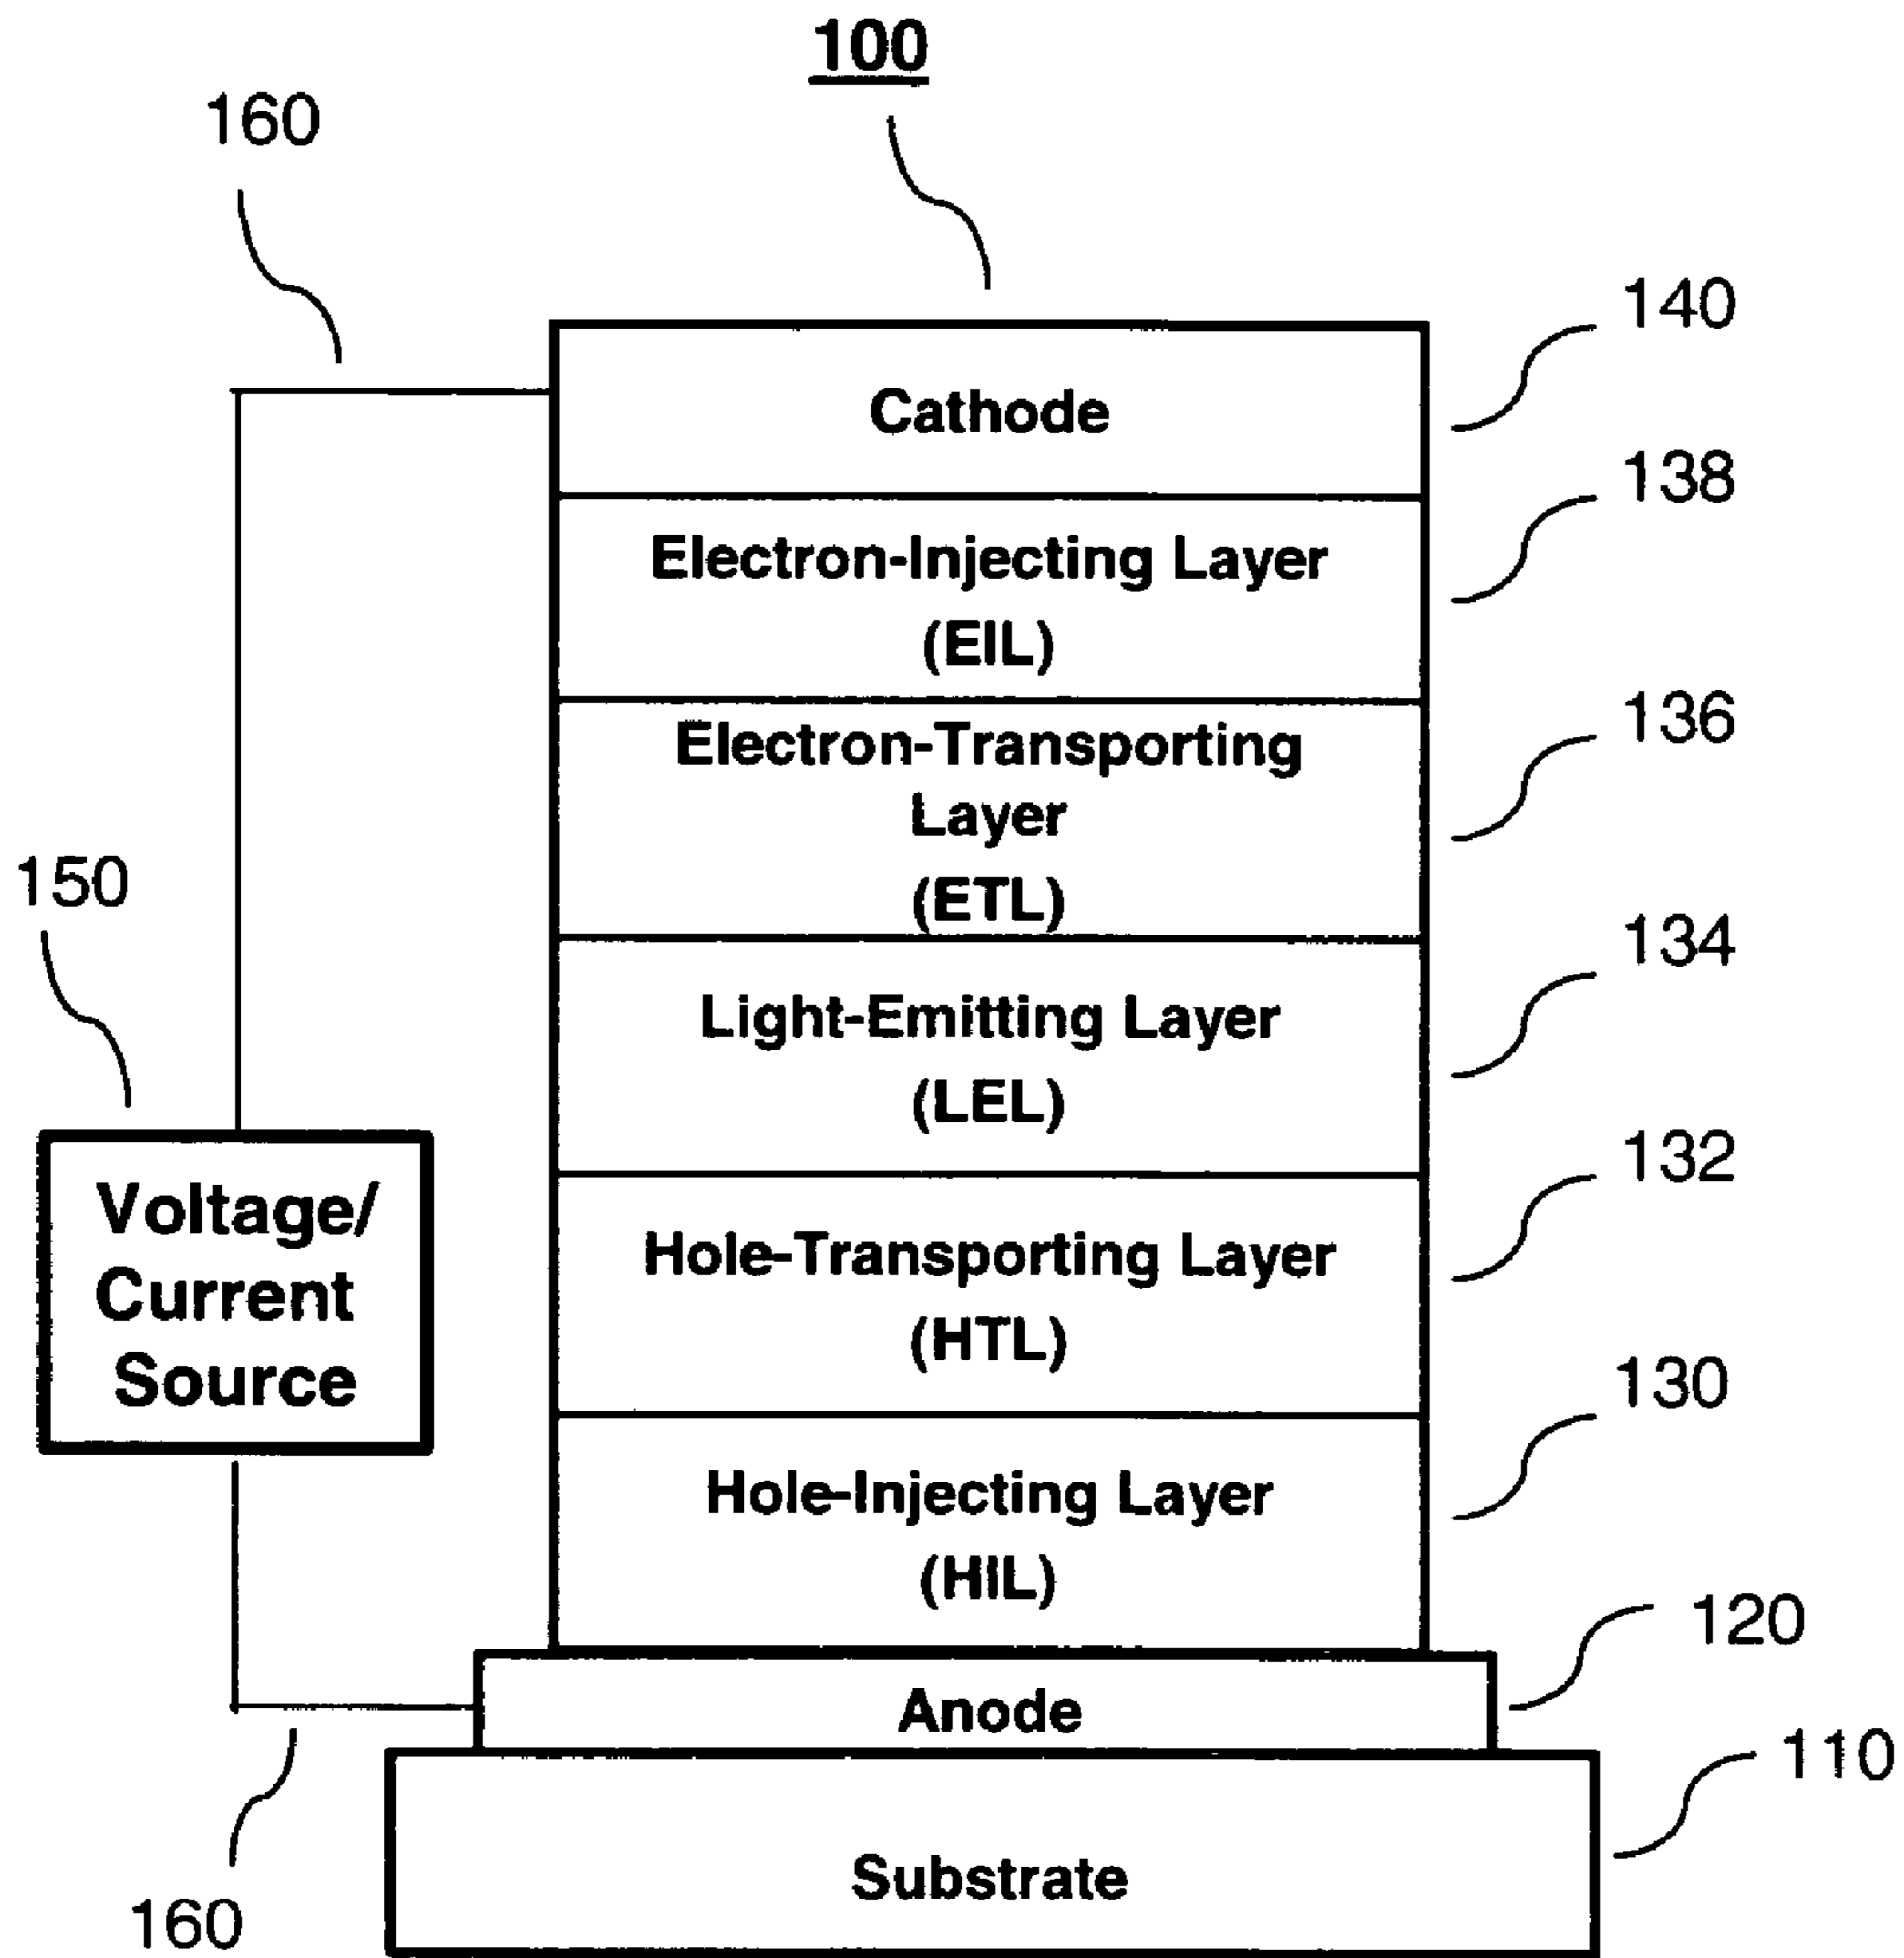 100
160
140
Cathode
138
Electron-Injecting Layer
(EIL)
136
Electron-Transporting
Layer
(ETL)
150
134
Light-Emitting Layer
(LEL)
132
Voltage/
Current
Source
Hole-Transporting Layer
(HTL)
130
Hole-Injecting Layer
(HIL)
120
Anode
110
Substrate
160